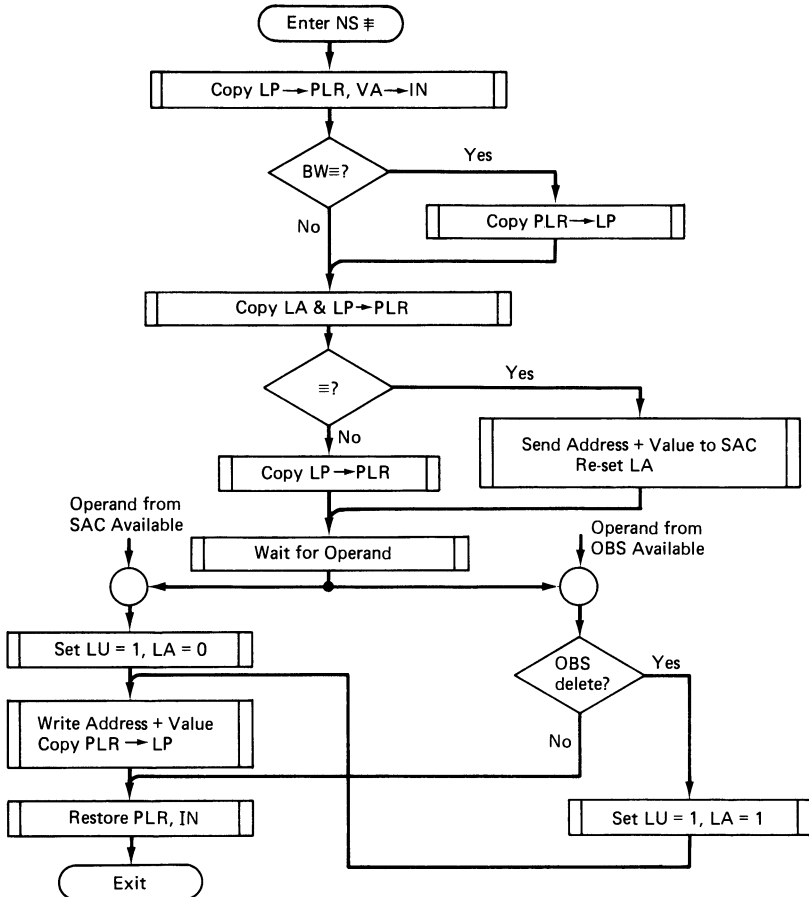 Enter NS ≢
Copy LP → PLR, VA → IN
BW≡?
Yes
No
Copy PLR → LP
Copy LA & LP → PLR
≡?
Yes
No
Send Address + Value to SAC
Re-set LA
Copy LP → PLR
Operand from
SAC Available
Wait for Operand
Operand from
OBS Available
Set LU = 1, LA = 0
OBS
delete?
Yes
No
Write Address + Value
Copy PLR → LP
Restore PLR, IN
Set LU = 1, LA = 1
Exit